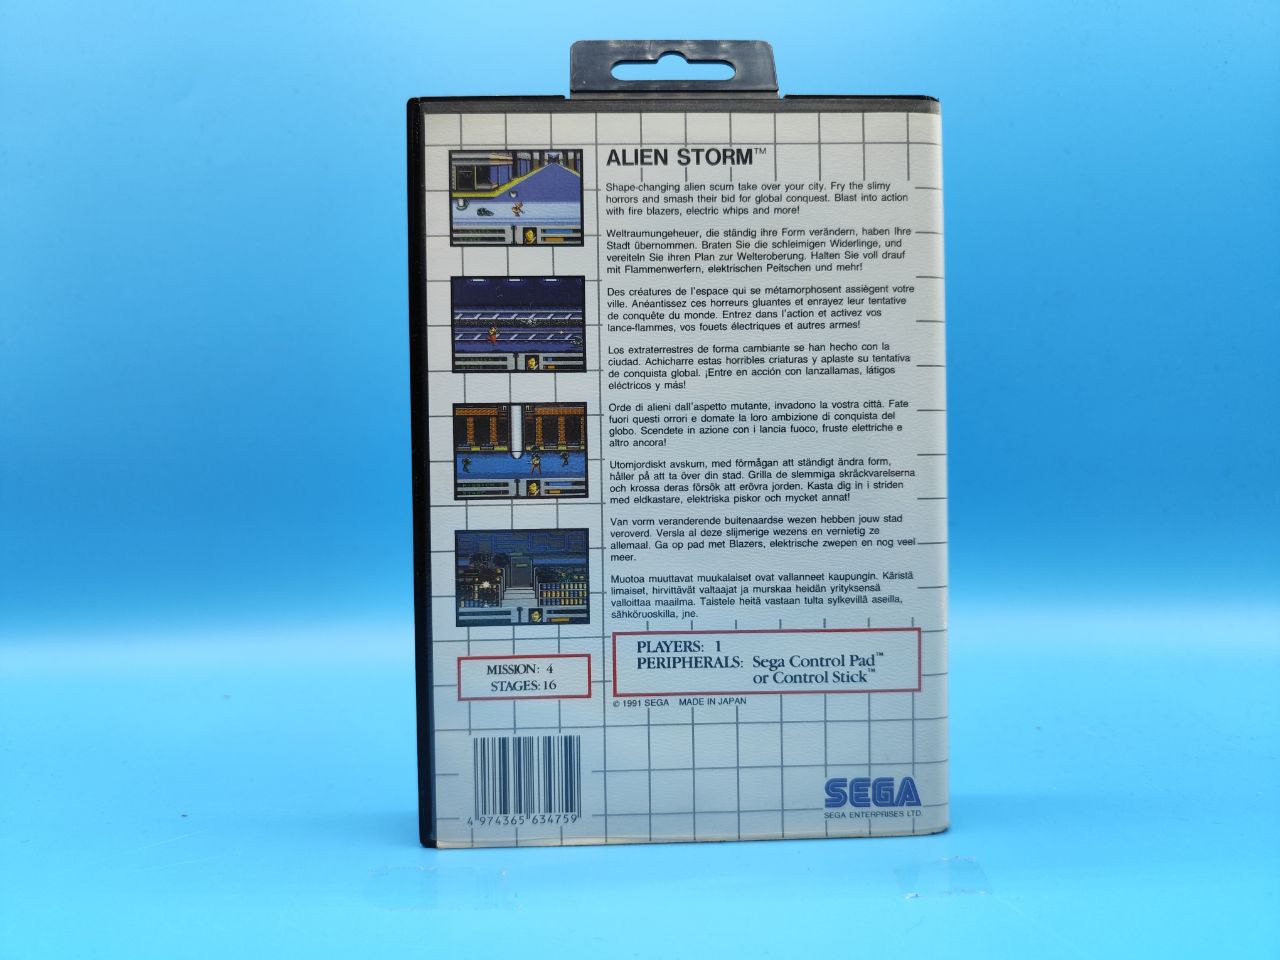 ALIEN STORM™
Shape-changing alien scum take over your city. Fry the slimy
horrors and smash their bid for global conquest. Blast into action
with fire blazers, electric whips and more!
Weltraumungeheuer, die ständig ihre Form verändern, haben Ihre
Stadt übernommen. Braten Sie die schleimigen Widerlinge, und
vereiteln Sie ihren Plan zur Welteroberung. Halten Sie voll drauf
mit Flammenwerfern, elektrischen Peitschen und mehr!
Des créatures de l'espace qui se métamorphosent assiègent votre
ville. Anéantissez ces horreurs gluantes et enrayez leur tentative
de conquête du monde. Entrez dans l'action et activez vos
lance-flammes, vos fouets électriques et autres armes!
Los extraterrestres de forma cambiante se han hecho con la
ciudad. Achicharre estas horribles criaturas y aplaste su tentativa
de conquista global. ¡Entre en acción con lanzallamas, látigos
eléctricos y más!
Orde di alieni dall'aspetto mutante, invadono la vostra città. Fate
fuori questi orrori e domate la loro ambizione di conquista del
globo. Scendete in azione con i lancia fuoco, fruste elettriche e
altro ancora!
Utomjordiskt avskum, med förmågan att ständigt ändra form,
håller på att ta över din stad. Grilla de slemmiga skräckvarelserna
och krossa deras försök att erövra jorden. Kasta dig in i striden
med eldkastare, elektriska piskor och mycket annat!
Van vorm veranderende buitenaardse wezen hebben jouw stad
veroverd. Versla al deze slijmerige wezens en vernietig ze
allemaal. Ga op pad met Blazers, elektrische zwepen en nog veel
meer.
Muotoa muuttavat muukalaiset ovat vallanneet kaupungin. Käristä
limaiset, hirvittävät valtaajat ja murskaa heidän yrityksensä
valloittaa maailma. Taistele heitä vastaan tulta sylkevillä aseilla,
sähköruoskilla, jne.
MISSION: 4
STAGES: 16
PLAYERS: 1
PERIPHERALS: Sega Control Pad™
or Control Stick™
© 1991 SEGA MADE IN JAPAN
4 974365 634759
SEGA
SEGA ENTERPRISES LTD.